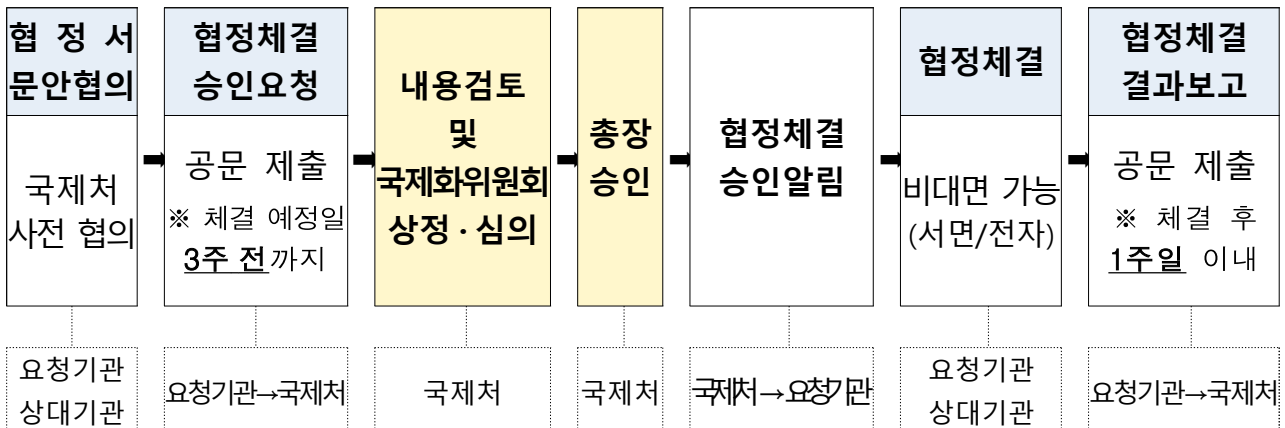 협 정 서
문안협의
국제처
사전 협의
협정체결
승인요청
공문 제출
※ 체결 예정일
3주 전까지
내용검토
및
국제화위원회
상정 · 심의
총장
승인
협정체결
승인알림
협정체결
비대면 가능
(서면/전자)
협정체결
결과보고
공문 제출
※ 체결 후
1주일 이내
요청기관
상대기관
요청기관→국제처
국제처
국제처
국제처→요청기관
요청기관
상대기관
요청기관→국제처